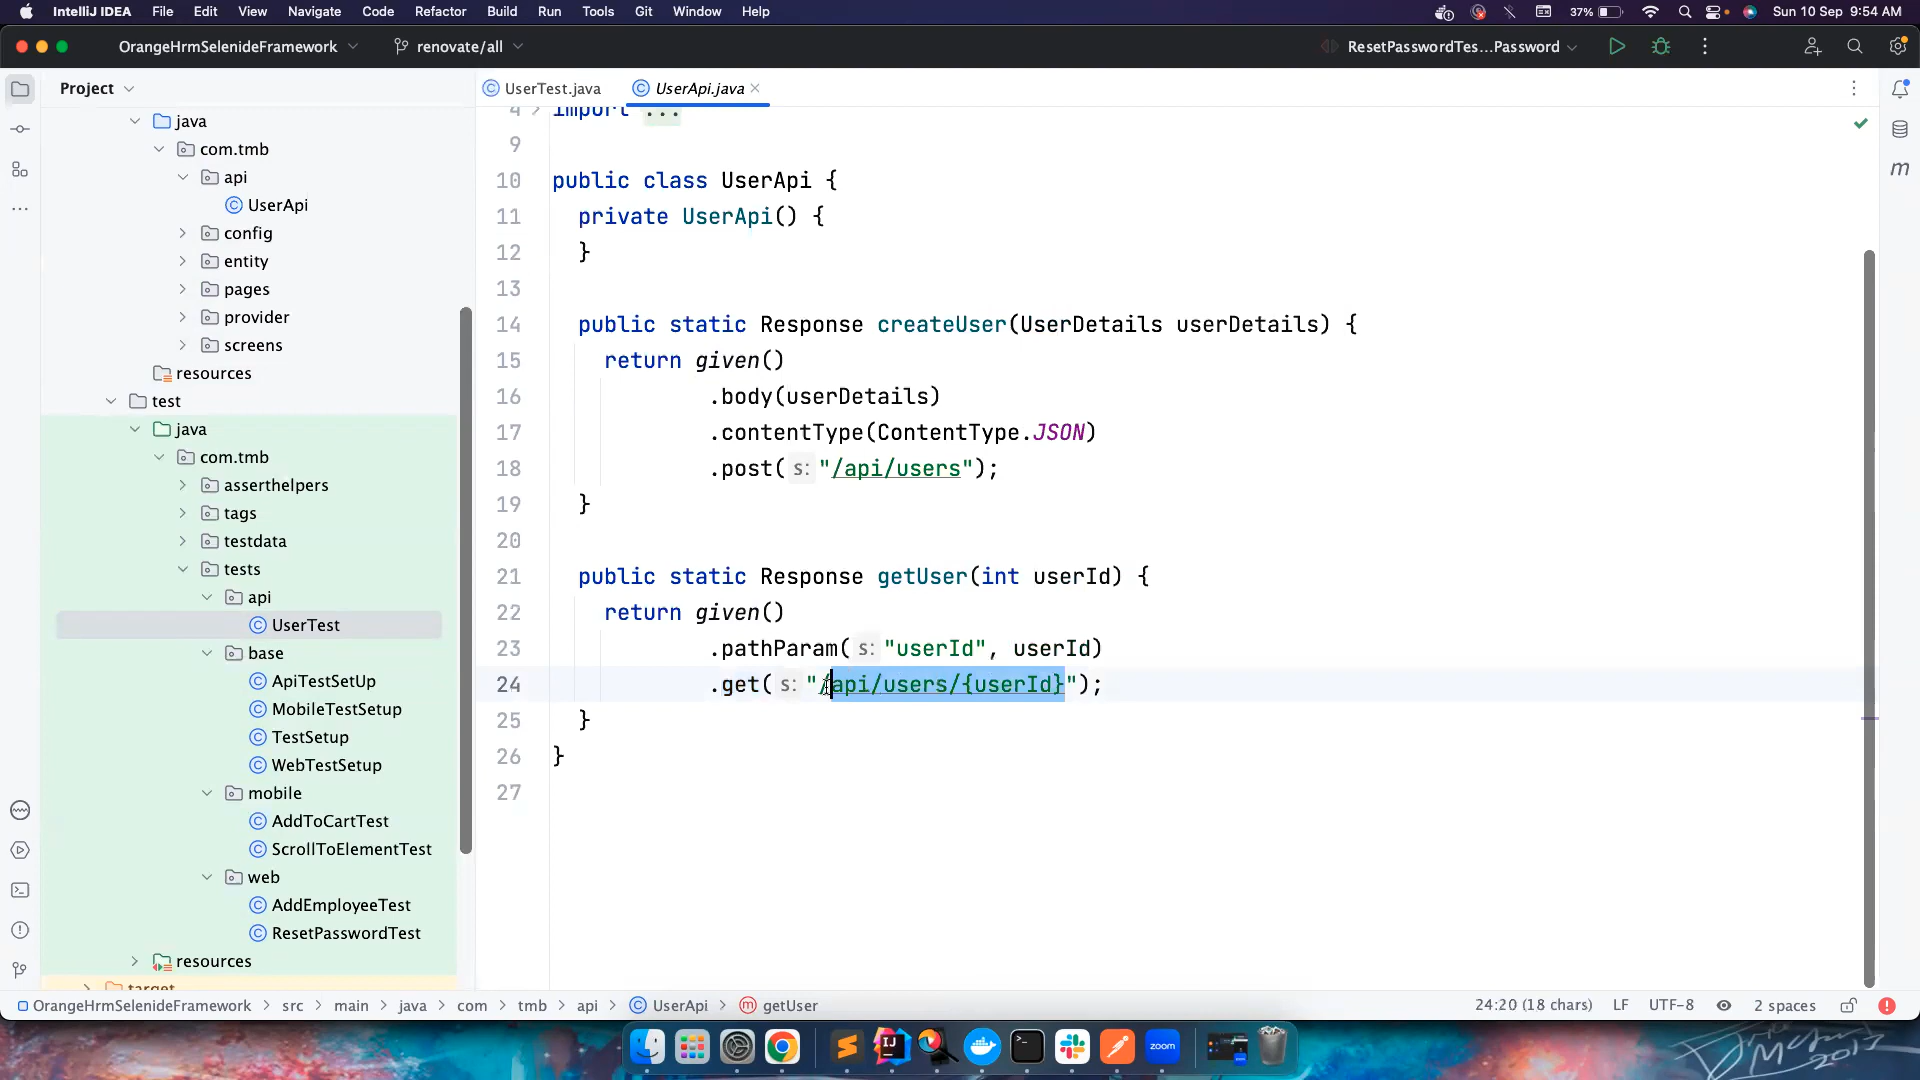 IntelliJ IDEA File Edit View Navigate Code Refactor Build Run Tools Git Window Help 37% Sun 10 Sep 9:54 AM
OrangeHrmSelenideFramework renovate/all ResetPasswordTes...Password
Project
UserTest.java UserApi.java
java
com.tmb
api
UserApi
config
entity
pages
provider
screens
resources
test
java
com.tmb
asserthelpers
tags
testdata
tests
api
UserTest
base
ApiTestSetUp
MobileTestSetup
TestSetup
WebTestSetup
mobile
AddToCartTest
ScrollToElementTest
web
AddEmployeeTest
ResetPasswordTest
resources
target
4 import ...
9
10 public class UserApi {
11 private UserApi() {
12 }
13
14 public static Response createUser(UserDetails userDetails) {
15 return given()
16 .body(userDetails)
17 .contentType(ContentType.JSON)
18 .post( s: "/api/users");
19 }
20
21 public static Response getUser(int userId) {
22 return given()
23 .pathParam( s: "userId", userId)
24 .get( s: "/api/users/{userId}");
25 }
26 }
27
m
OrangeHrmSelenideFramework > src > main > java > com > tmb > api > UserApi > getUser 24:20 (18 chars) LF UTF-8 2 spaces
IJ zoom
2017